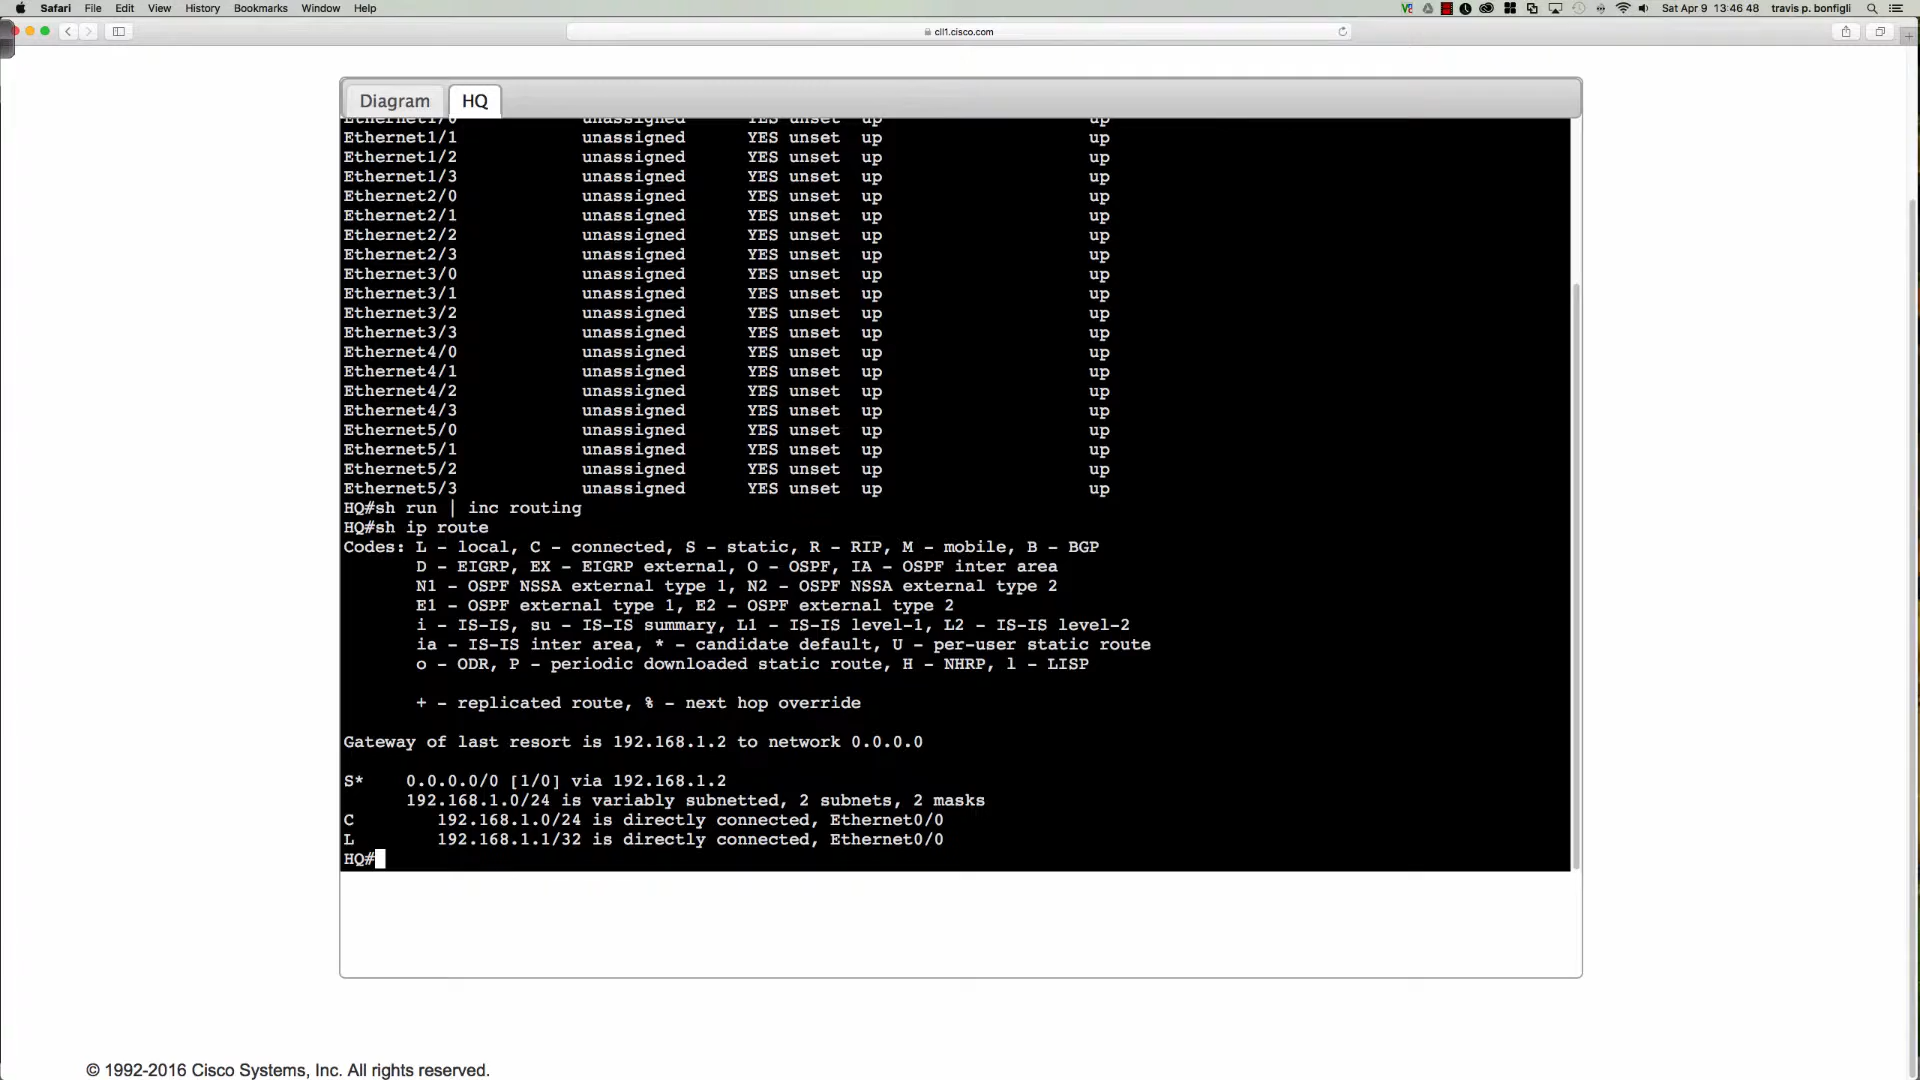 Safari File Edit View History Bookmarks Window Help Sat Apr 9 13:46:48 travis p. bonfigli
cll1.cisco.com
Diagram HQ
Ethernet1/0 unassigned YES unset up up
Ethernet1/1 unassigned YES unset up up
Ethernet1/2 unassigned YES unset up up
Ethernet1/3 unassigned YES unset up up
Ethernet2/0 unassigned YES unset up up
Ethernet2/1 unassigned YES unset up up
Ethernet2/2 unassigned YES unset up up
Ethernet2/3 unassigned YES unset up up
Ethernet3/0 unassigned YES unset up up
Ethernet3/1 unassigned YES unset up up
Ethernet3/2 unassigned YES unset up up
Ethernet3/3 unassigned YES unset up up
Ethernet4/0 unassigned YES unset up up
Ethernet4/1 unassigned YES unset up up
Ethernet4/2 unassigned YES unset up up
Ethernet4/3 unassigned YES unset up up
Ethernet5/0 unassigned YES unset up up
Ethernet5/1 unassigned YES unset up up
Ethernet5/2 unassigned YES unset up up
Ethernet5/3 unassigned YES unset up up
HQ#sh run | inc routing
HQ#sh ip route
Codes: L - local, C - connected, S - static, R - RIP, M - mobile, B - BGP
D - EIGRP, EX - EIGRP external, O - OSPF, IA - OSPF inter area
N1 - OSPF NSSA external type 1, N2 - OSPF NSSA external type 2
E1 - OSPF external type 1, E2 - OSPF external type 2
i - IS-IS, su - IS-IS summary, L1 - IS-IS level-1, L2 - IS-IS level-2
ia - IS-IS inter area, * - candidate default, U - per-user static route
o - ODR, P - periodic downloaded static route, H - NHRP, l - LISP
+ - replicated route, % - next hop override
Gateway of last resort is 192.168.1.2 to network 0.0.0.0
S* 0.0.0.0/0 [1/0] via 192.168.1.2
192.168.1.0/24 is variably subnetted, 2 subnets, 2 masks
C 192.168.1.0/24 is directly connected, Ethernet0/0
L 192.168.1.1/32 is directly connected, Ethernet0/0
HQ#
© 1992-2016 Cisco Systems, Inc. All rights reserved.